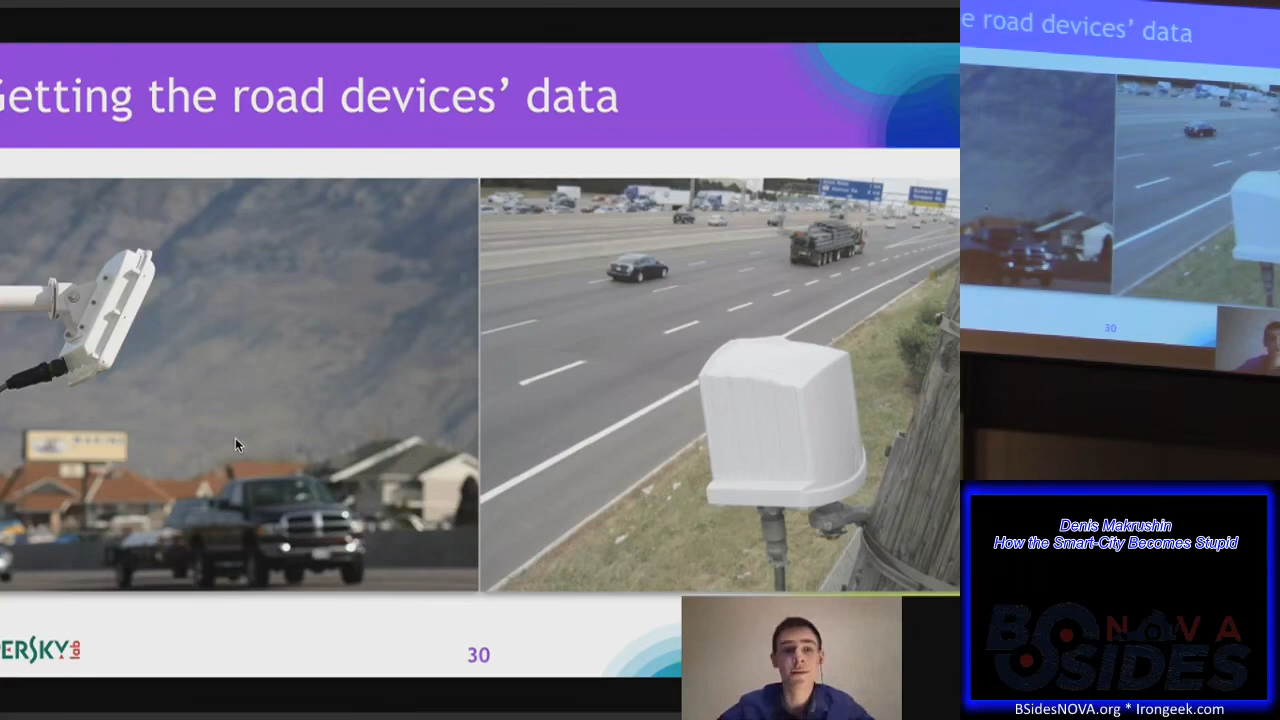 Getting the road devices’ data
ERSKY lab
30
e road devices’ data
30
Denis Makrushin
How the Smart-City Becomes Stupid
BSIDES NOVA
BSidesNOVA.org * Irongeek.com